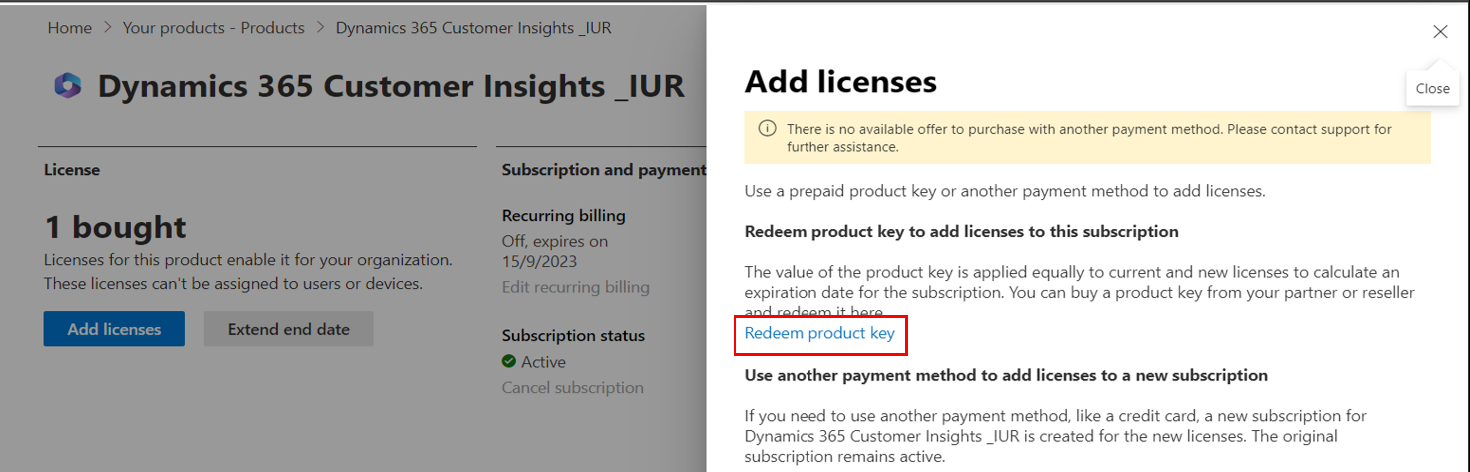 Home > Your products - Products > Dynamics 365 Customer Insights _IUR
Dynamics 365 Customer Insights _IUR
License
1 bought
Licenses for this product enable it for your organization.
These licenses can't be assigned to users or devices.
Add licenses
Extend end date
Subscription and payment
Recurring billing
Off, expires on
15/9/2023
Edit recurring billing
Subscription status
Active
Cancel subscription
Close
Add licenses
There is no available offer to purchase with another payment method. Please contact support for
further assistance.
Use a prepaid product key or another payment method to add licenses.
Redeem product key to add licenses to this subscription
The value of the product key is applied equally to current and new licenses to calculate an
expiration date for the subscription. You can buy a product key from your partner or reseller
and redeem it here.
Redeem product key
Use another payment method to add licenses to a new subscription
If you need to use another payment method, like a credit card, a new subscription for
Dynamics 365 Customer Insights _IUR is created for the new licenses. The original
subscription remains active.